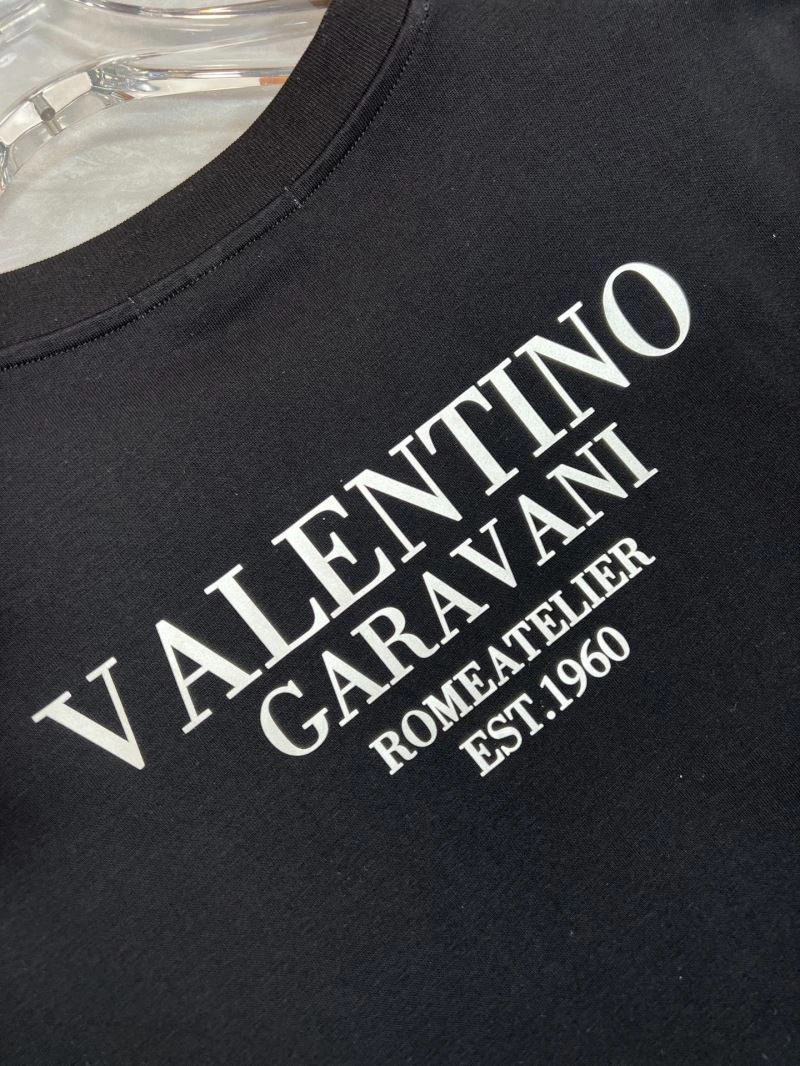 VALENTINO
GARAVANI
ROMEATELIER
EST.1960